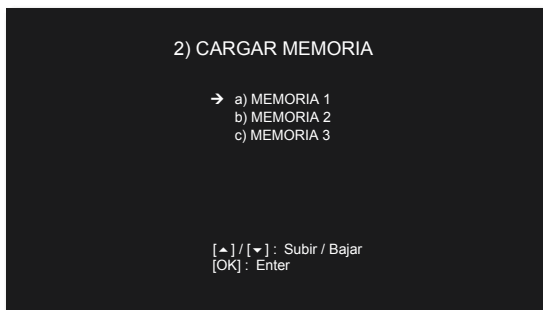 2) CARGAR MEMORIA
➔ a) MEMORIA 1
b) MEMORIA 2
c) MEMORIA 3
[▲] / [▼] : Subir / Bajar
[OK] : Enter